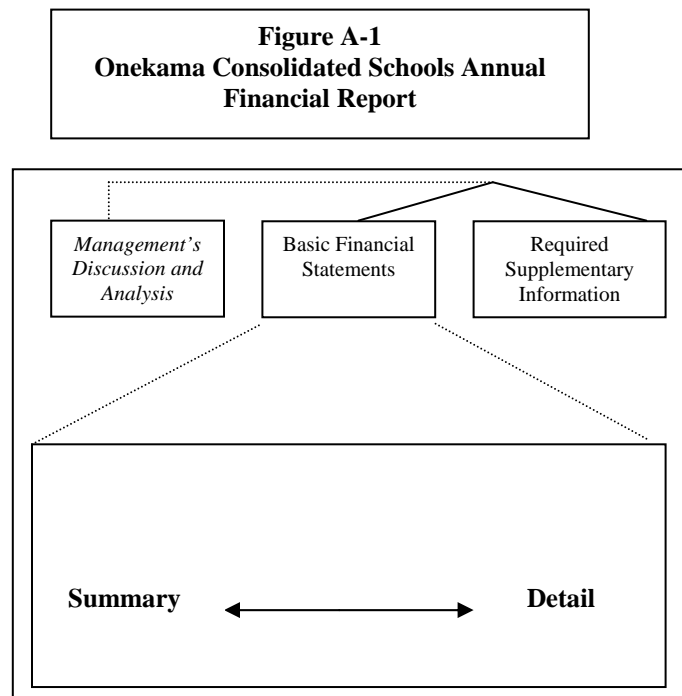 Figure A-1
Onekama Consolidated Schools Annual
Financial Report
Management's
Discussion and
Analysis
Basic Financial
Statements
Required
Supplementary
Information
Summary
Detail